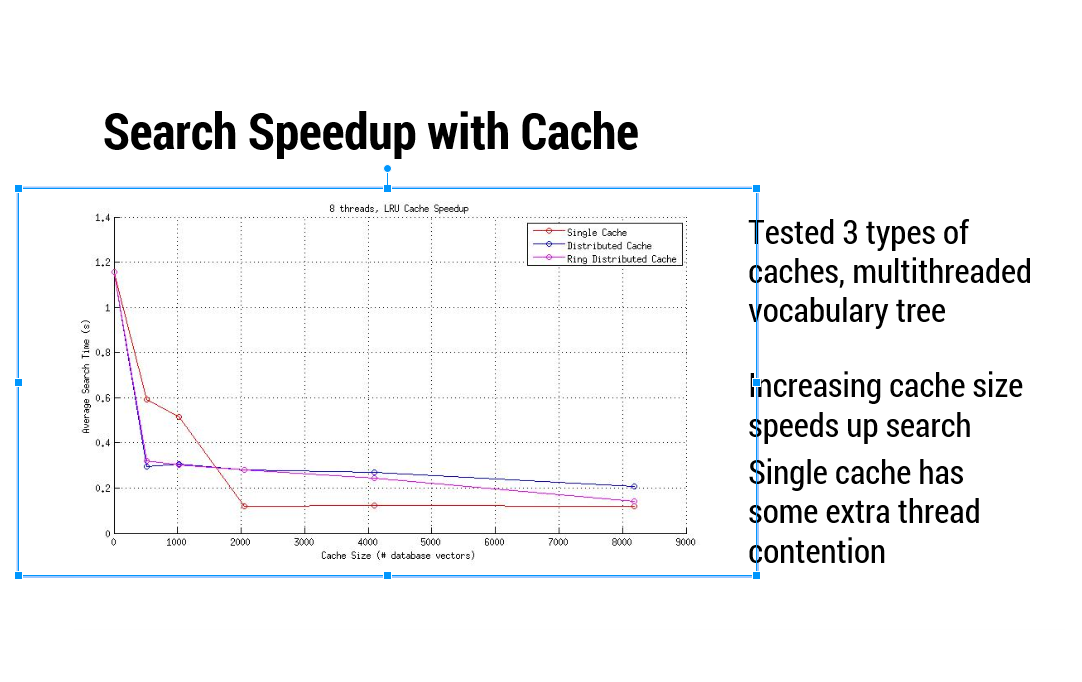 Search Speedup with Cache
8 threads, LRU Cache Speedup
Single Cache
Distributed Cache
Ring Distributed Cache
1.4
1.2
1
0.8
0.6
0.4
0.2
0
Average Search Time (s)
0 1000 2000 3000 4000 5000 6000 7000 8000 9000
Cache Size (# database vectors)
Tested 3 types of
caches, multithreaded
vocabulary tree
Increasing cache size
speeds up search
Single cache has
some extra thread
contention